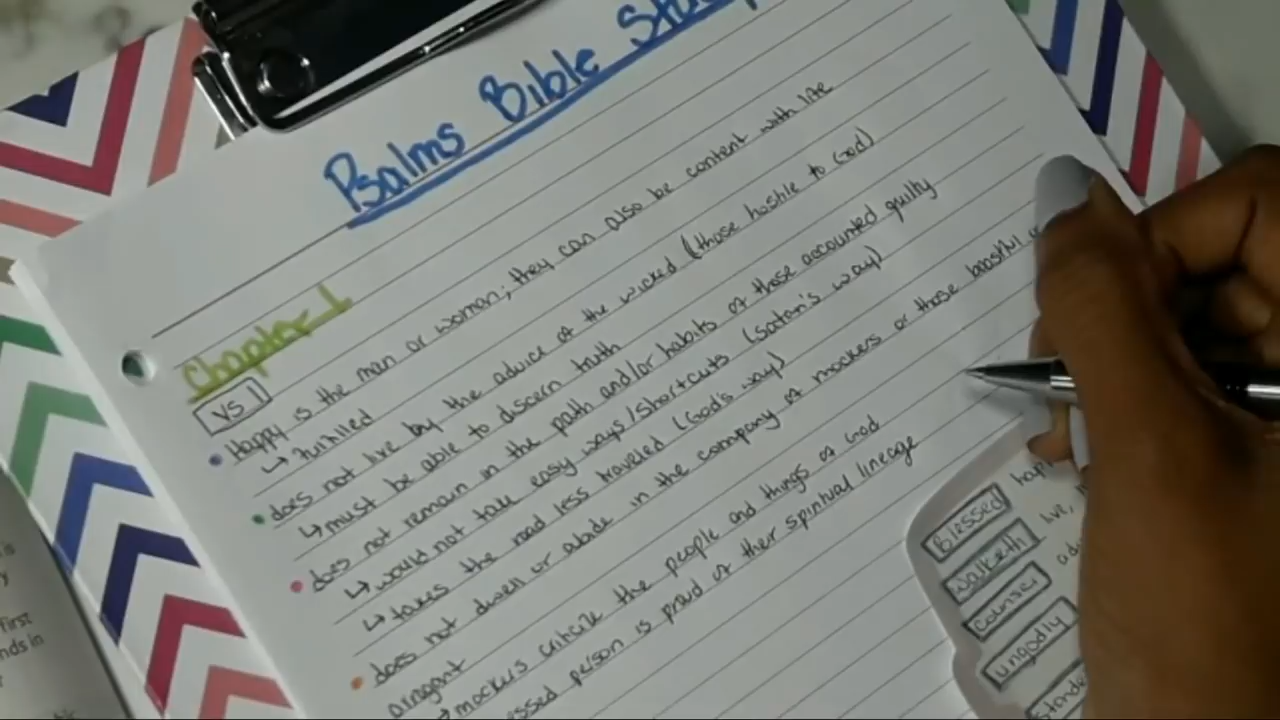 Psalms Bible Study
Chapter 1
VS 1
Happy is the man or woman; they can also be content with life
↳ fulfilled
does not live by the advice of the wicked (those hostile to God)
↳ must be able to discern truth
does not remain in the path and/or habits of those accounted guilty
↳ would not take easy ways/shortcuts (satan's way)
↳ takes the road less traveled (God's way)
does not dwell or abide in the company of mockers or those boastful
arrogant
mockers criticize the people and things of God
person is proud of their spiritual lineage
Blessed
walketh live,
counsel
ungodly
first